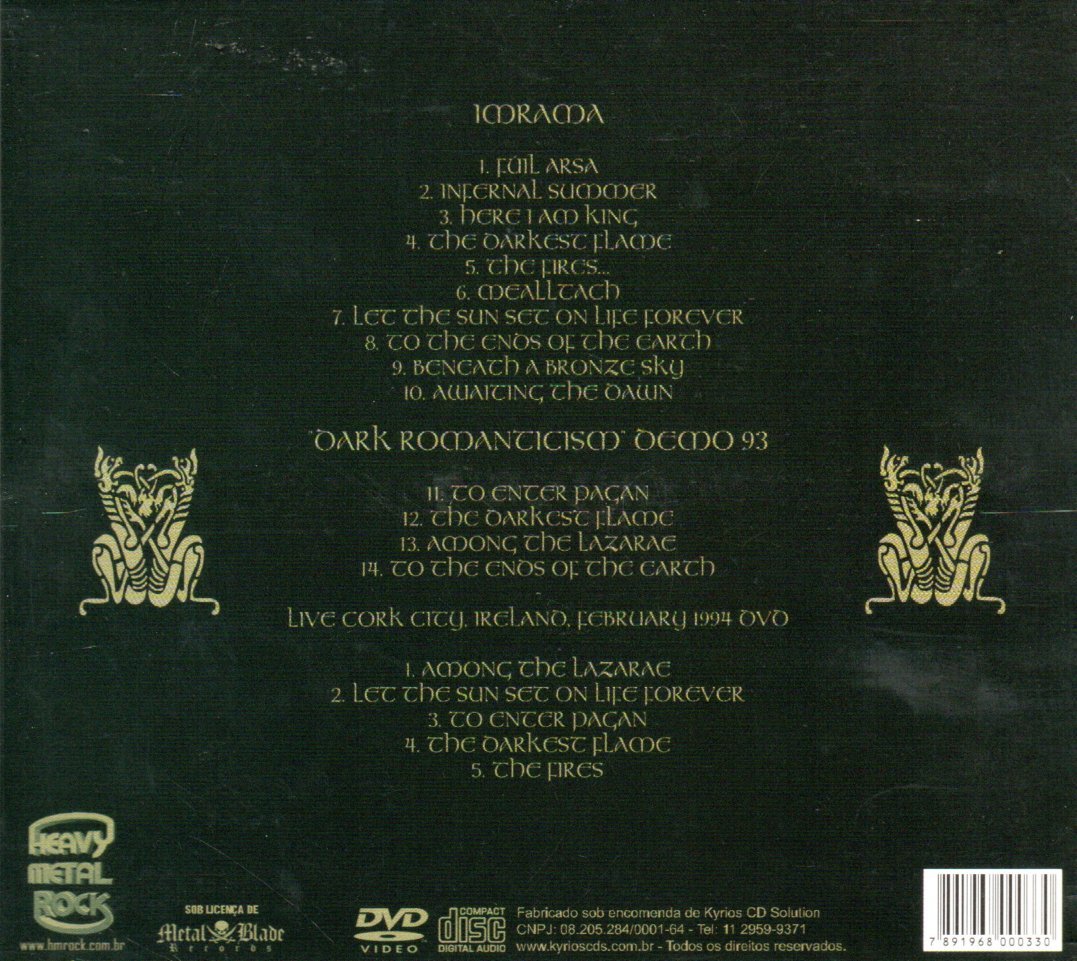 IMRAMA
1. FUIL ARSA
2. INFERNAL SUMMER
3. HERE I AM KING
4. THE DARKEST FLAME
5. THE FIRES...
6. MEALLTACH
7. LET THE SUN SET ON LIFE FOREVER
8. TO THE ENDS OF THE EARTH
9. BENEATH A BRONZE SKY
10. AWAITING THE DAWN
"DARK ROMANTICISM" DEMO 93
11. TO ENTER PAGAN
12. THE DARKEST FLAME
13. AMONG THE LAZARAE
14. TO THE ENDS OF THE EARTH
LIVE CORK CITY, IRELAND, FEBRUARY 1994 DVD
1. AMONG THE LAZARAE
2. LET THE SUN SET ON LIFE FOREVER
3. TO ENTER PAGAN
4. THE DARKEST FLAME
5. THE FIRES
HEAVY
METAL
ROCK
www.hmrock.com.br
SOB LICENÇA DE
Metal Blade
Records
DVD
VIDEO
COMPACT
disc
DIGITAL AUDIO
Fabricado sob encomenda de Kyrios CD Solution
CNPJ: 08.205.284/0001-64 - Tel: 11 2959-9371
www.kyrioscds.com.br - Todos os direitos reservados.
7 891968 000330